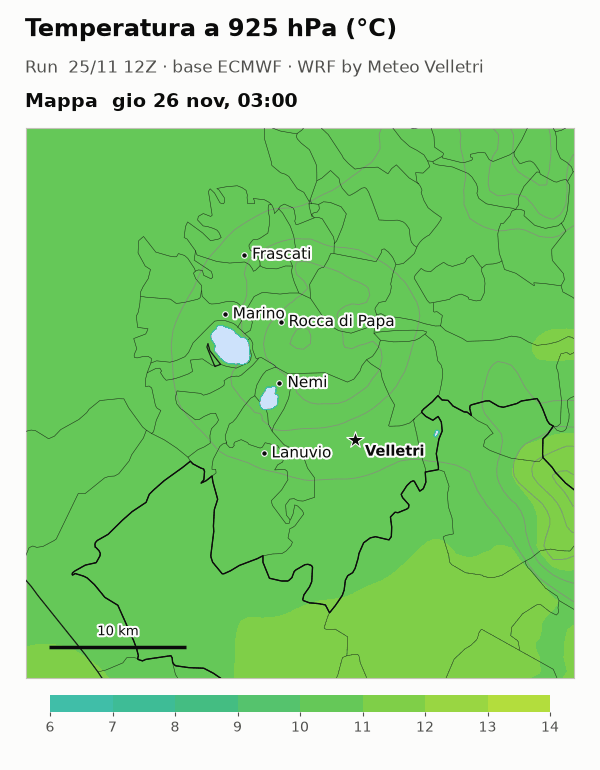 Temperatura a 925 hPa (°C)
Run  25/11 12Z · base ECMWF · WRF by Meteo Velletri
Mappa  gio 26 nov, 03:00
Frascati
Marino
Rocca di Papa
Nemi
Velletri
Lanuvio
10 km
6 7 8 9 10 11 12 13 14